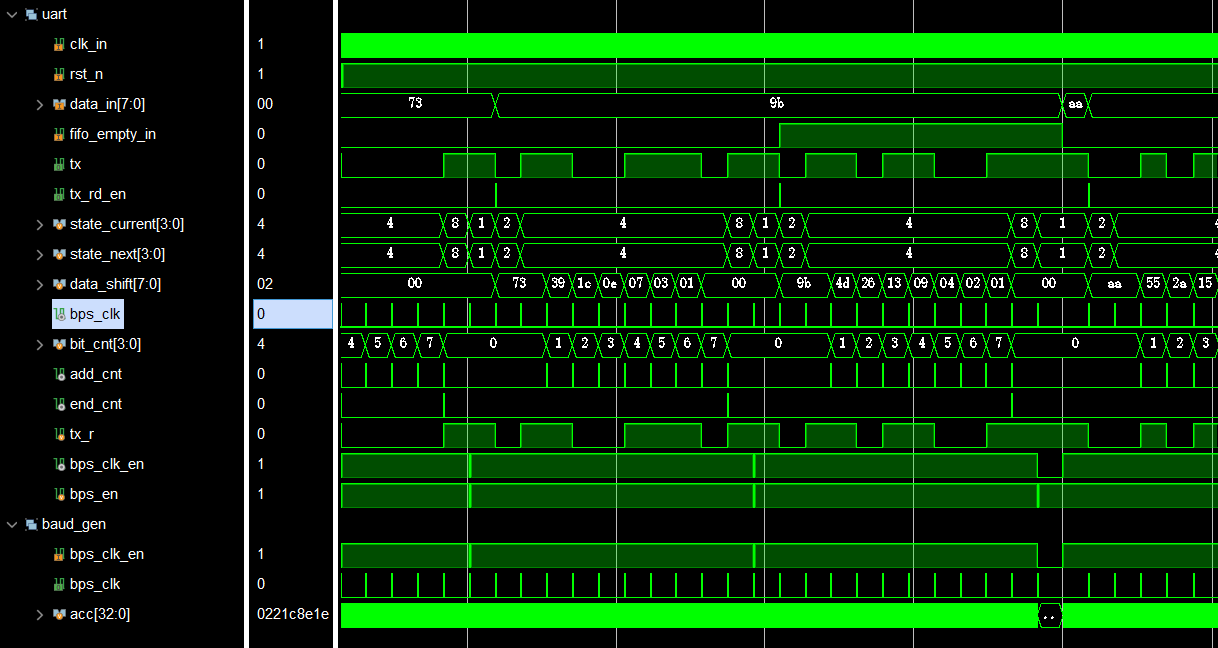 uart
clk_in 1
rst_n 1
data_in[7:0] 00 73 9b aa
fifo_empty_in 0
tx 0
tx_rd_en 0
state_current[3:0] 4 4 8 1 2 4 8 1 2 4 8 1 2 4
state_next[3:0] 4 4 8 1 2 4 8 1 2 4 8 1 2 4
data_shift[7:0] 02 00 73 39 1c 0e 07 03 01 00 9b 4d 26 13 09 04 02 01 00 aa 55 2a 15
bps_clk 0
bit_cnt[3:0] 4 4 5 6 7 0 1 2 3 4 5 6 7 0 1 2 3 4 5 6 7 0 1 2 3
add_cnt 0
end_cnt 0
tx_r 0
bps_clk_en 1
bps_en 1
baud_gen
bps_clk_en 1
bps_clk 0
acc[32:0] 0221c8e1e ..